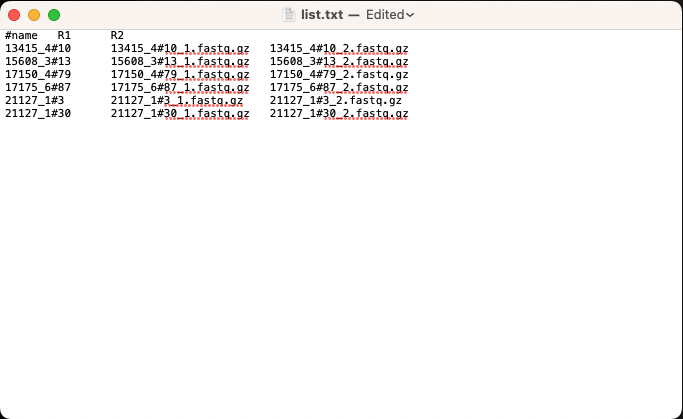 list.txt — Edited
#name R1 R2
13415_4#10 13415_4#10_1.fastq.gz 13415_4#10_2.fastq.gz
15608_3#13 15608_3#13_1.fastq.gz 15608_3#13_2.fastq.gz
17150_4#79 17150_4#79_1.fastq.gz 17150_4#79_2.fastq.gz
17175_6#87 17175_6#87_1.fastq.gz 17175_6#87_2.fastq.gz
21127_1#3 21127_1#3_1.fastq.gz 21127_1#3_2.fastq.gz
21127_1#30 21127_1#30_1.fastq.gz 21127_1#30_2.fastq.gz